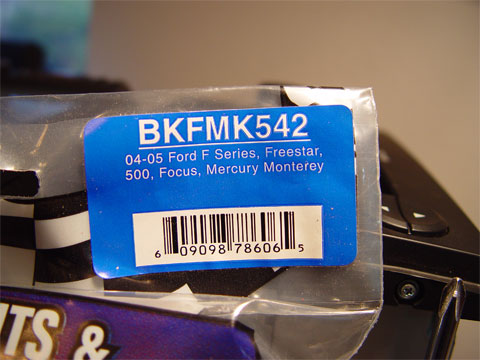 BKFMK542
04-05 Ford F Series, Freestar,
500, Focus, Mercury Monterey
6 09098 78606 5
&